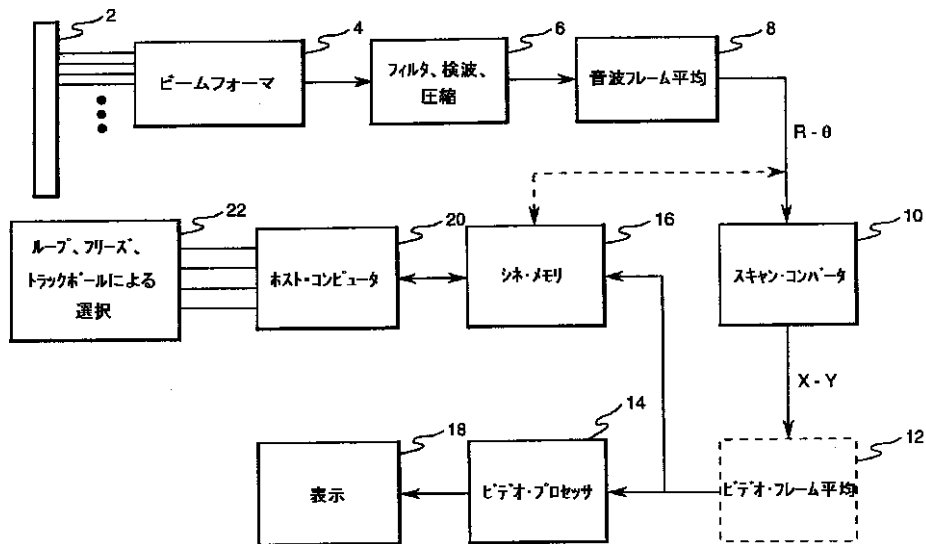 2
4
ビームフォーマ
6
フィルタ、検波、
圧縮
8
音波フレーム平均
R - θ
22
ループ、フリーズ、
トラックボールによる
選択
20
ホスト・コンピュータ
16
シネ・メモリ
10
スキャン・コンバータ
X - Y
18
表示
14
ビデオ・プロセッサ
12
ビデオ・フレーム平均